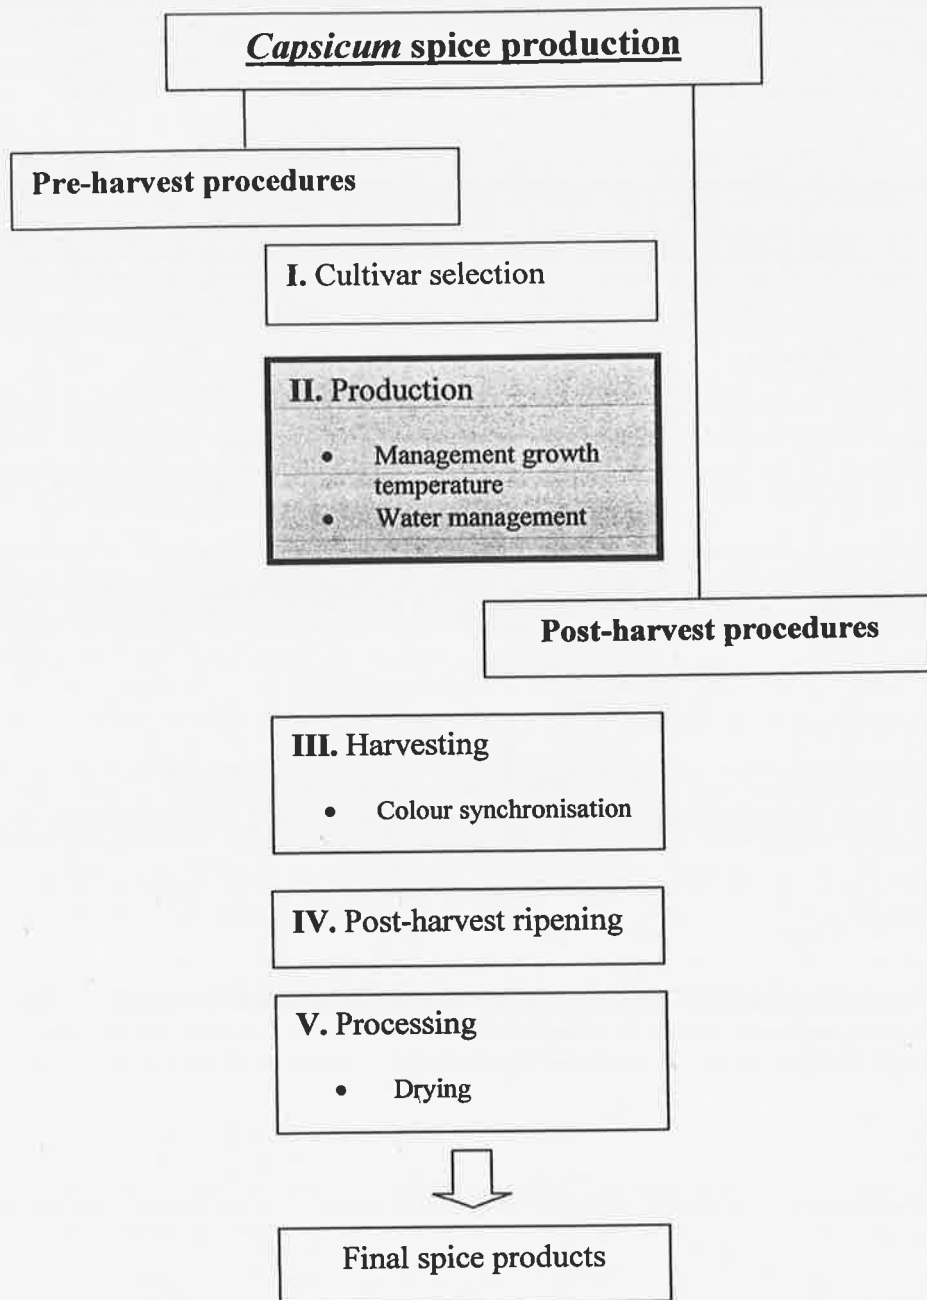 Capsicum spice production
Pre-harvest procedures
I. Cultivar selection
II. Production
• Management growth
temperature
• Water management
Post-harvest procedures
III. Harvesting
• Colour synchronisation
IV. Post-harvest ripening
V. Processing
• Drying
Final spice products